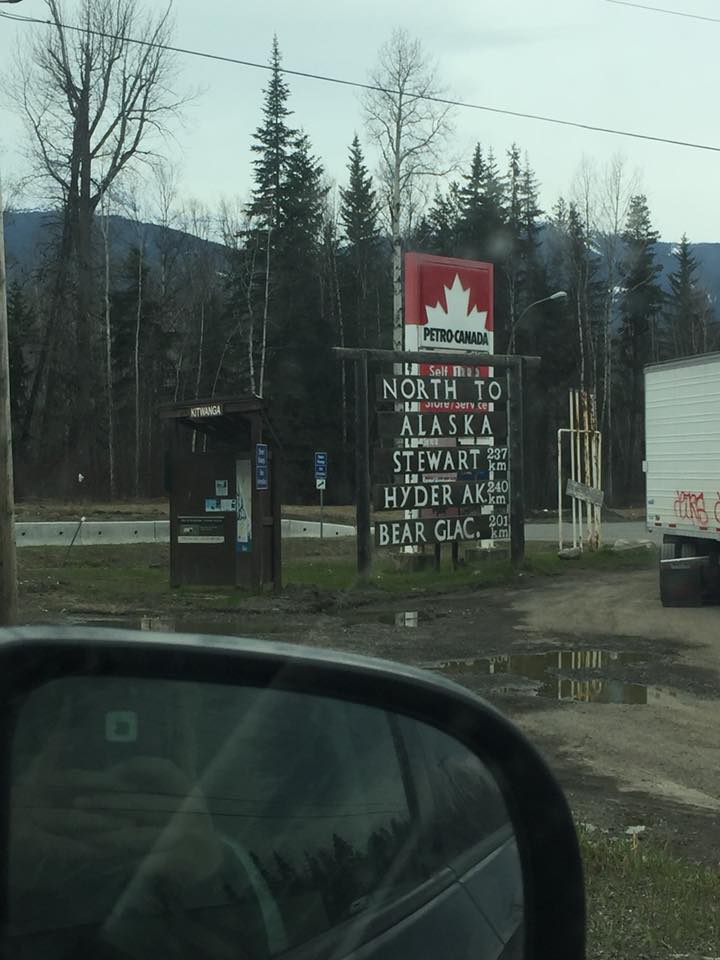 PETRO-CANADA
Self
Store/Service
KITWANGA
NORTH TO
ALASKA
STEWART 237 km
HYDER AK. 240 km
BEAR GLAC. 201 km